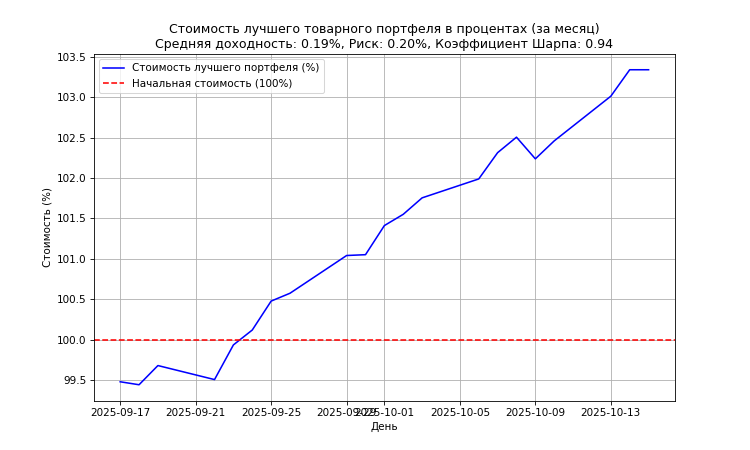 Стоимость лучшего товарного портфеля в процентах (за месяц)
Средняя доходность: 0.19%, Риск: 0.20%, Коэффициент Шарпа: 0.94
Стоимость лучшего портфеля (%)
Начальная стоимость (100%)
Стоимость (%)
103.5
103.0
102.5
102.0
101.5
101.0
100.5
100.0
99.5
2025-09-17 2025-09-21 2025-09-25 2025-09-29 2025-10-01 2025-10-05 2025-10-09 2025-10-13
День